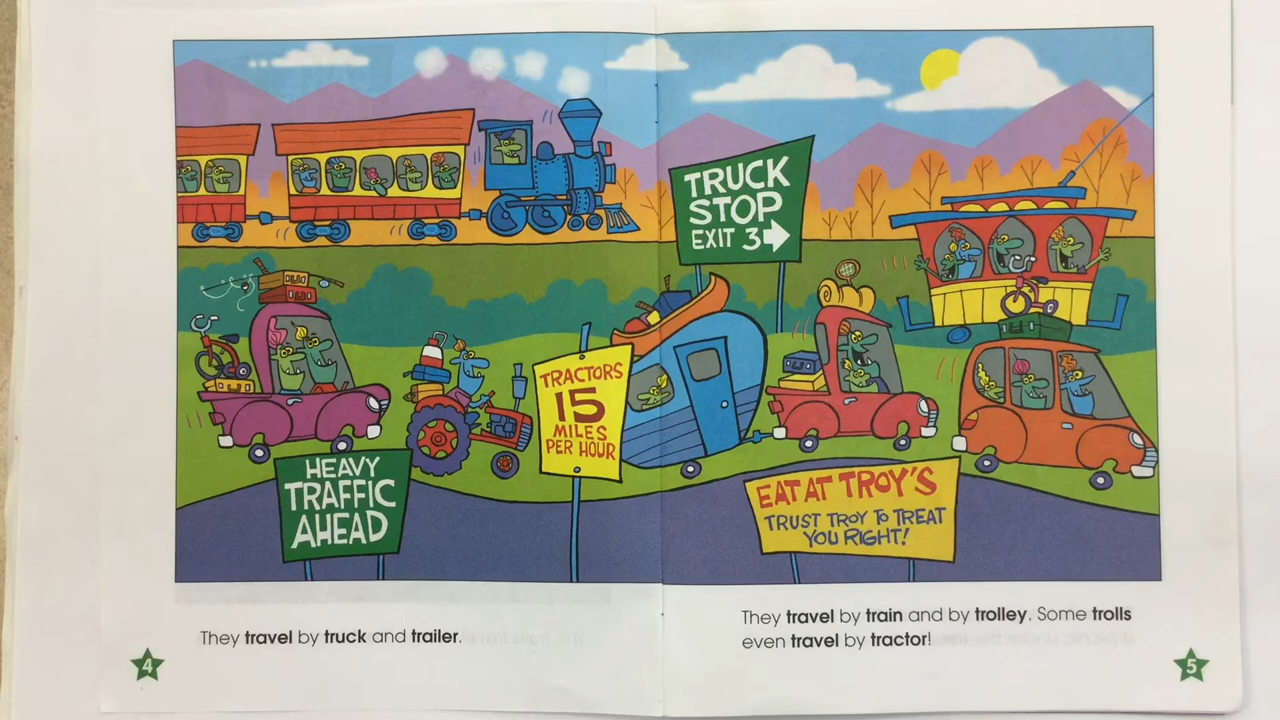 TRUCK
STOP
EXIT 3
TRACTORS
15
MILES
PER HOUR
HEAVY
TRAFFIC
AHEAD
EAT AT TROY'S
TRUST TROY TO TREAT
YOU RIGHT!
They travel by truck and trailer.
4
They travel by train and by trolley. Some trolls
even travel by tractor!
5